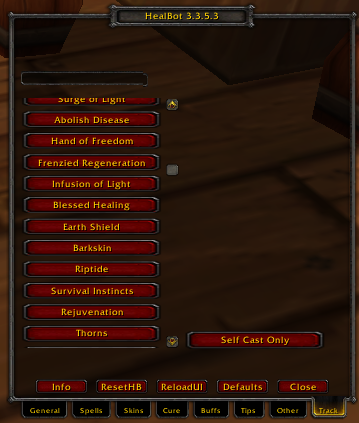 HealBot 3.3.5.3
Surge of Light
Abolish Disease
Hand of Freedom
Frenzied Regeneration
Infusion of Light
Blessed Healing
Earth Shield
Barkskin
Riptide
Survival Instincts
Rejuvenation
Thorns
Self Cast Only
Info ResetHB ReloadUI Defaults Close
General Spells Skins Cure Buffs Tips Other Track